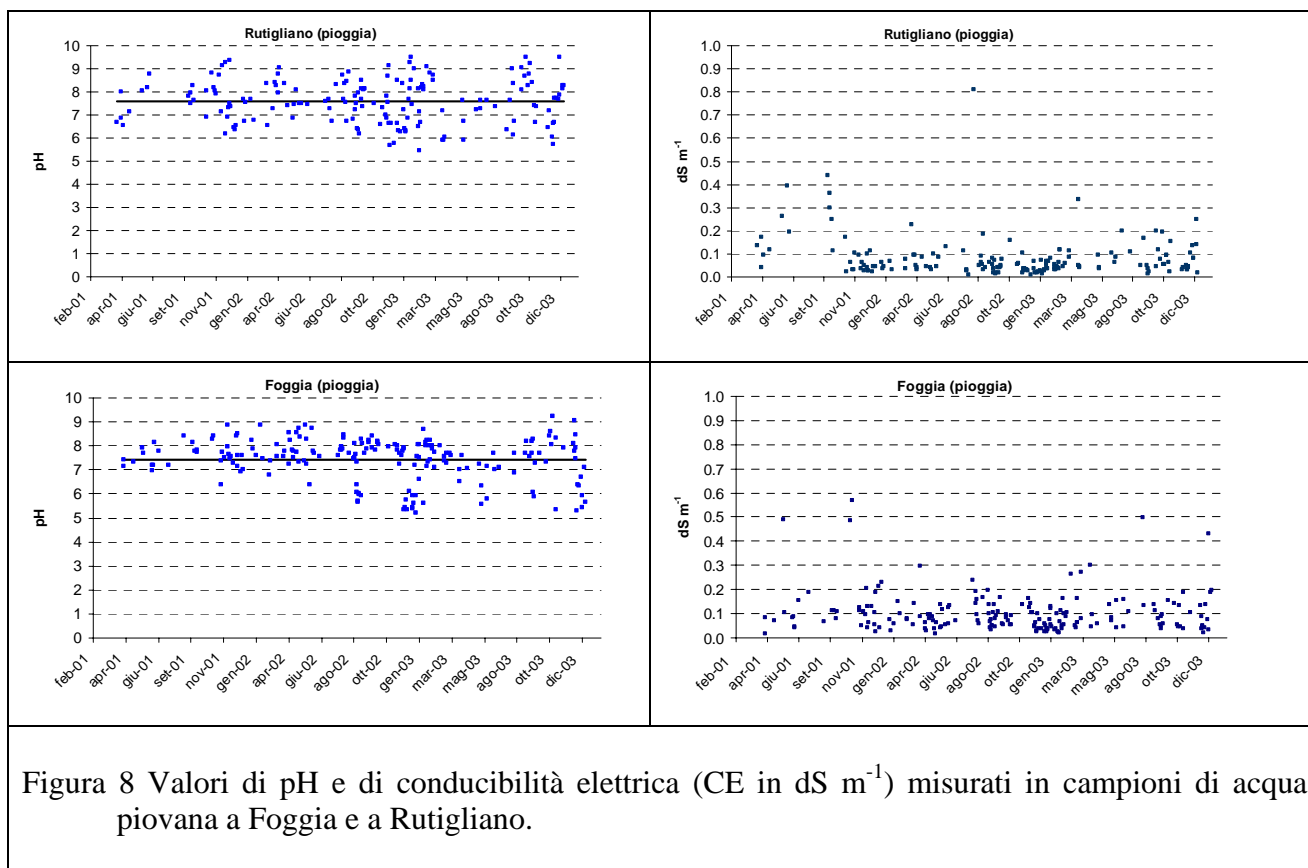 Rutigliano (pioggia)
10
9
8
7
6
5
4
3
2
1
0
pH
feb-01
apr-01
giu-01
set-01
nov-01
gen-02
apr-02
giu-02
ago-02
ott-02
gen-03
mar-03
mag-03
ago-03
ott-03
dic-03
Rutigliano (pioggia)
1.0
0.9
0.8
0.7
0.6
0.5
0.4
0.3
0.2
0.1
0.0
dS m⁻¹
feb-01
apr-01
giu-01
set-01
nov-01
gen-02
apr-02
giu-02
ago-02
ott-02
gen-03
mar-03
mag-03
ago-03
ott-03
dic-03
Foggia (pioggia)
10
9
8
7
6
5
4
3
2
1
0
pH
feb-01
apr-01
giu-01
set-01
nov-01
gen-02
apr-02
giu-02
ago-02
ott-02
gen-03
mar-03
mag-03
ago-03
ott-03
dic-03
Foggia (pioggia)
1.0
0.9
0.8
0.7
0.6
0.5
0.4
0.3
0.2
0.1
0.0
dS m⁻¹
feb-01
apr-01
giu-01
set-01
nov-01
gen-02
apr-02
giu-02
ago-02
ott-02
gen-03
mar-03
mag-03
ago-03
ott-03
dic-03
Figura 8 Valori di pH e di conducibilità elettrica (CE in dS m⁻¹) misurati in campioni di acqua
piovana a Foggia e a Rutigliano.